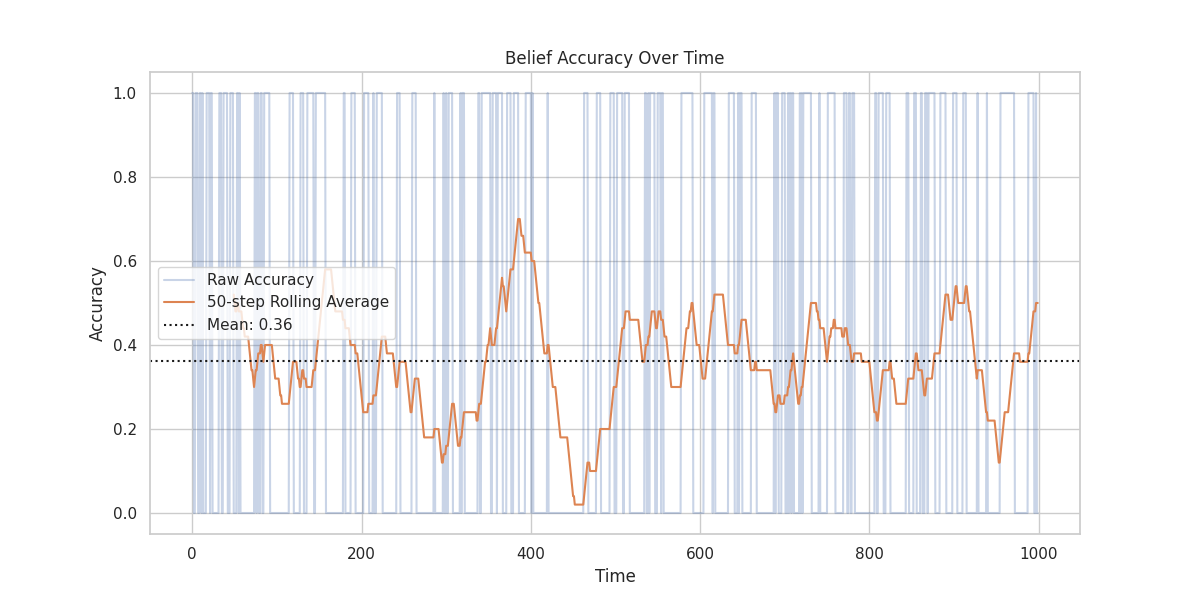 Belief Accuracy Over Time
Accuracy
1.0
0.8
0.6
0.4
0.2
0.0
Raw Accuracy
50-step Rolling Average
Mean: 0.36
0
200
400
600
800
1000
Time